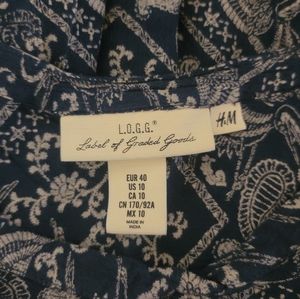 L.O.G.G.®
Label of Graded Goods
H&M
EUR 40
US 10
CA 10
CN 170/92A
MX 10
MADE IN
INDIA